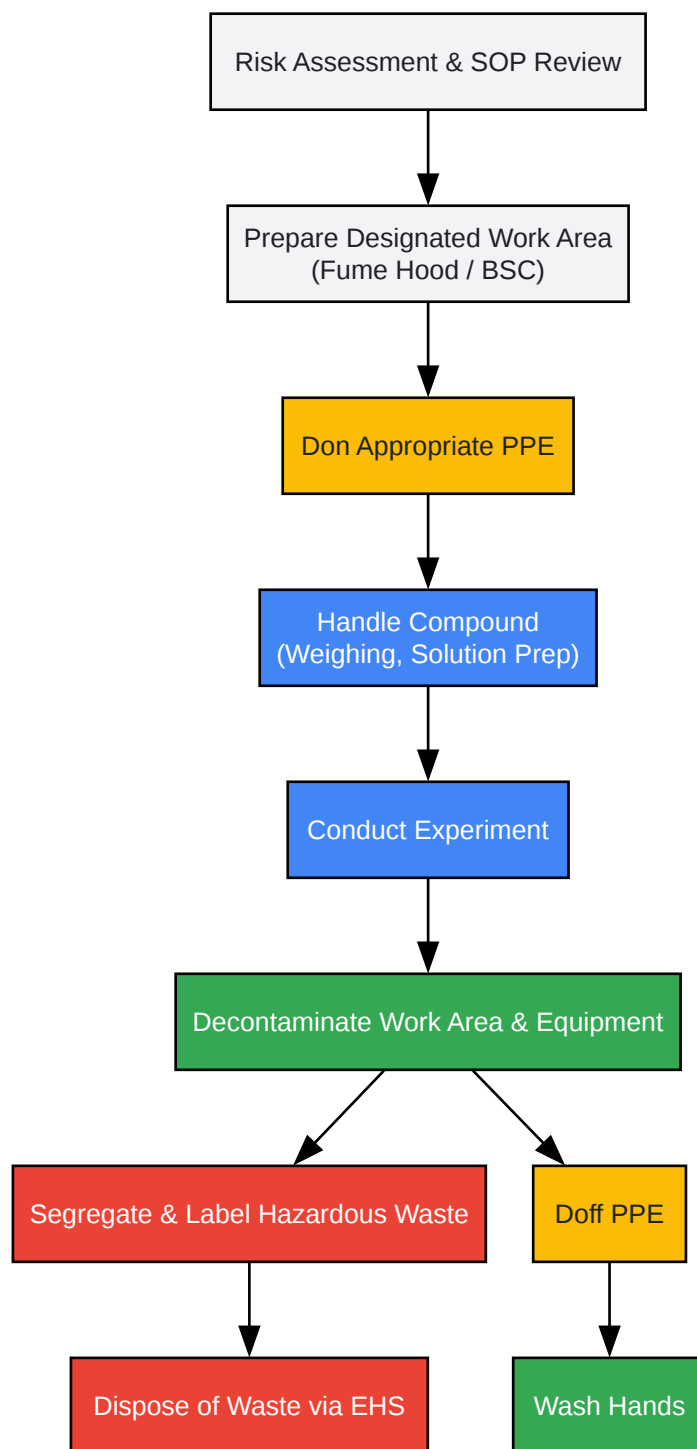 Risk Assessment & SOP Review
Prepare Designated Work Area
(Fume Hood / BSC)
Don Appropriate PPE
Handle Compound
(Weighing, Solution Prep)
Conduct Experiment
Decontaminate Work Area & Equipment
Segregate & Label Hazardous Waste
Doff PPE
Dispose of Waste via EHS
Wash Hands